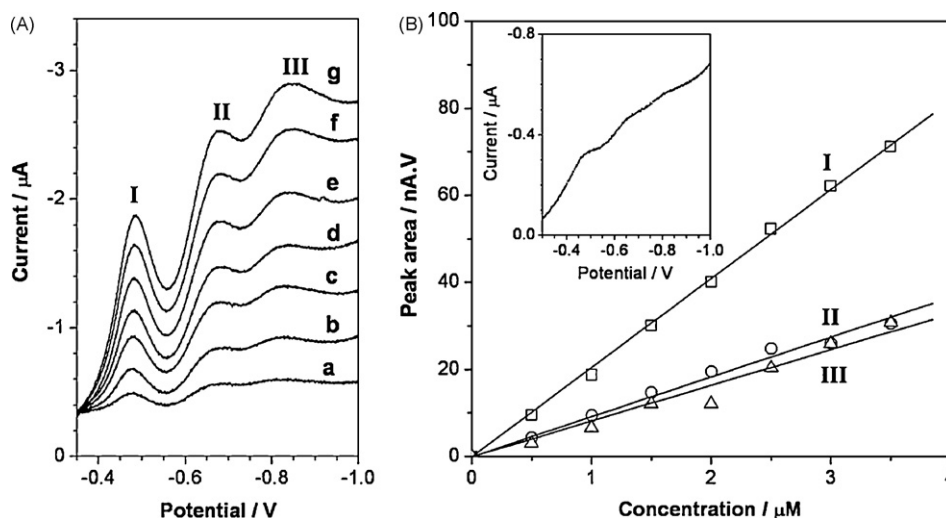 (A)
-3
-2
-1
0
Current / μA
I
II
III
g
f
e
d
c
b
a
-0.4
-0.6
-0.8
-1.0
Potential / V
(B)
100
80
60
40
20
0
Peak area / nA.V
-0.8
-0.4
0.0
Current / μA
-0.4
-0.6
-0.8
-1.0
Potential / V
I
II
III
0
1
2
3
4
Concentration / μM